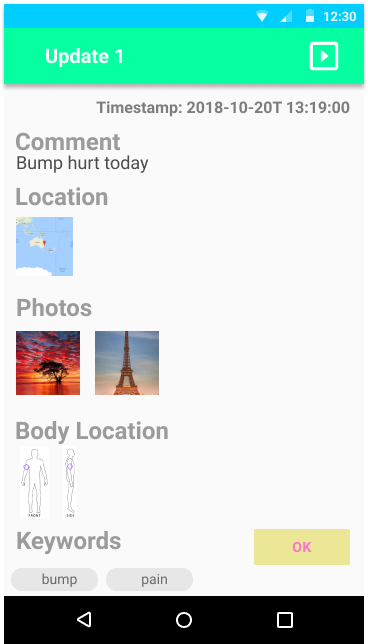 12:30
Update 1
Timestamp: 2018-10-20T 13:19:00
Comment
Bump hurt today
Location
Photos
Body Location
FRONT SIDE
Keywords
OK
bump pain